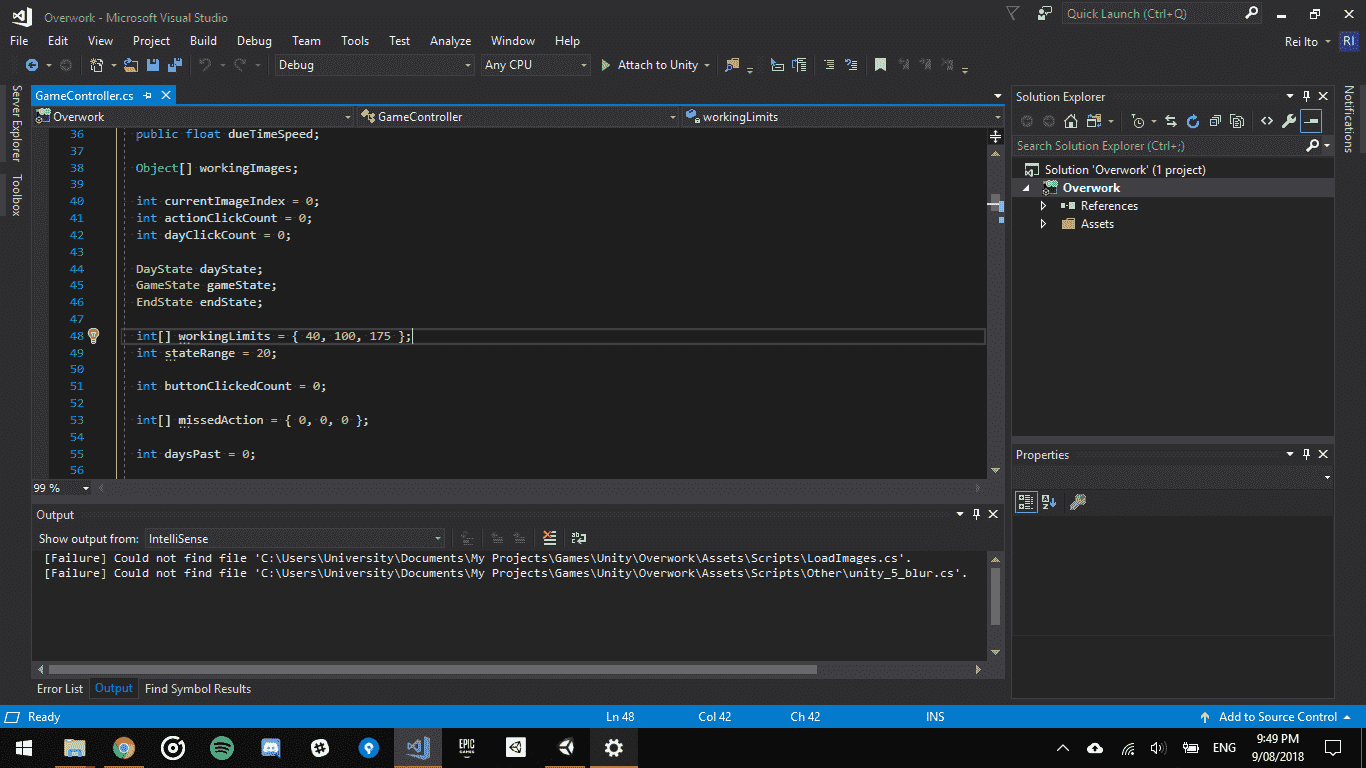 Overwork - Microsoft Visual Studio
Quick Launch (Ctrl+Q)
File Edit View Project Build Debug Team Tools Test Analyze Window Help
Rei Ito RI
Debug Any CPU Attach to Unity
Server Explorer
Toolbox
GameController.cs
Overwork GameController workingLimits
36 public float dueTimeSpeed;
37
38 Object[] workingImages;
39
40 int currentImageIndex = 0;
41 int actionClickCount = 0;
42 int dayClickCount = 0;
43
44 DayState dayState;
45 GameState gameState;
46 EndState endState;
47
48 int[] workingLimits = { 40, 100, 175 };
49 int stateRange = 20;
50
51 int buttonClickedCount = 0;
52
53 int[] missedAction = { 0, 0, 0 };
54
55 int daysPast = 0;
56
99 %
Output
Show output from: IntelliSense
[Failure] Could not find file 'C:\Users\University\Documents\My Projects\Games\Unity\Overwork\Assets\Scripts\LoadImages.cs'.
[Failure] Could not find file 'C:\Users\University\Documents\My Projects\Games\Unity\Overwork\Assets\Scripts\Other\unity_5_blur.cs'.
Error List Output Find Symbol Results
Solution Explorer
Search Solution Explorer (Ctrl+;)
Solution 'Overwork' (1 project)
Overwork
References
Assets
Properties
Notifications
Ready Ln 48 Col 42 Ch 42 INS Add to Source Control
EPIC
GAMES
ENG
9:49 PM
9/08/2018